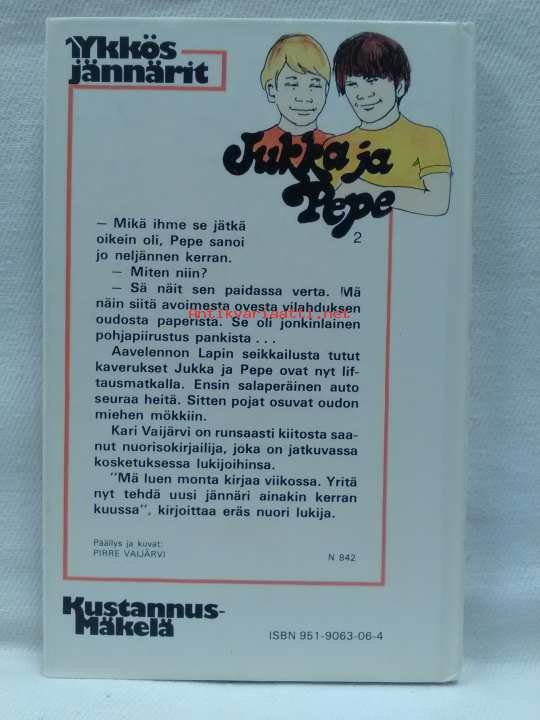 Ykkös
jännärit
Jukka ja
Pepe
2
— Mikä ihme se jätkä
oikein oli, Pepe sanoi
jo neljännen kerran.
— Miten niin?
— Sä näit sen paidassa verta. Mä
näin siitä avoimesta ovesta vilahduksen
Antikvariaatti.net
oudosta paperista. Se oli jonkinlainen
pohjapiirustus pankista . . .
Aavelennon Lapin seikkailusta tutut
kaverukset Jukka ja Pepe ovat nyt lif-
tausmatkalla. Ensin salaperäinen auto
seuraa heitä. Sitten pojat osuvat oudon
miehen mökkiin.
Kari Vaijärvi on runsaasti kiitosta saa-
nut nuorisokirjailija, joka on jatkuvassa
kosketuksessa lukijoihinsa.
"Mä luen monta kirjaa viikossa. Yritä
nyt tehdä uusi jännäri ainakin kerran
kuussa", kirjoittaa eräs nuori lukija.
Päällys ja kuvat:
PIRRE VAIJÄRVI
N 842
Kustannus-
Mäkelä
ISBN 951-9063-06-4